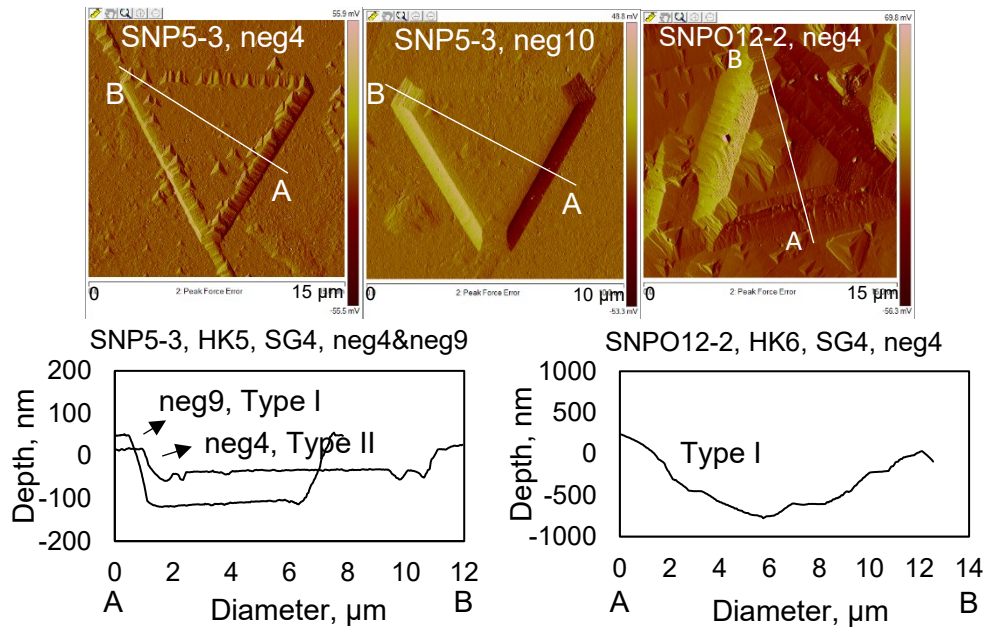 55.9 mV
SNP5-3, neg4
B
A
-55.5 mV
0
2: Peak Force Error
15 µm
48.8 mV
SNP5-3, neg10
B
A
-53.3 mV
0
2: Peak Force Error
10 µm
69.8 mV
SNPO12-2, neg4
B
A
-56.3 mV
0
2: Peak Force Error
15 µm
SNP5-3, HK5, SG4, neg4&neg9
200
100
0
-100
-200
Depth, nm
neg9, Type I
neg4, Type II
0 2 4 6 8 10 12
A Diameter, µm B
SNPO12-2, HK6, SG4, neg4
1000
500
0
-500
-1000
Depth, nm
Type I
0 2 4 6 8 10 12 14
A Diameter, µm B